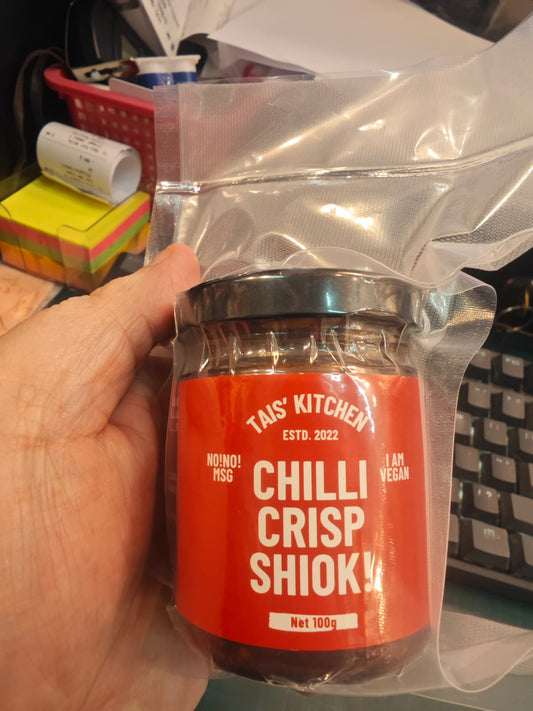 TAIS' KITCHEN
ESTD. 2022
NO!NO!
MSG
I AM
VEGAN
CHILLI
CRISP
SHIOK!
Net 100g